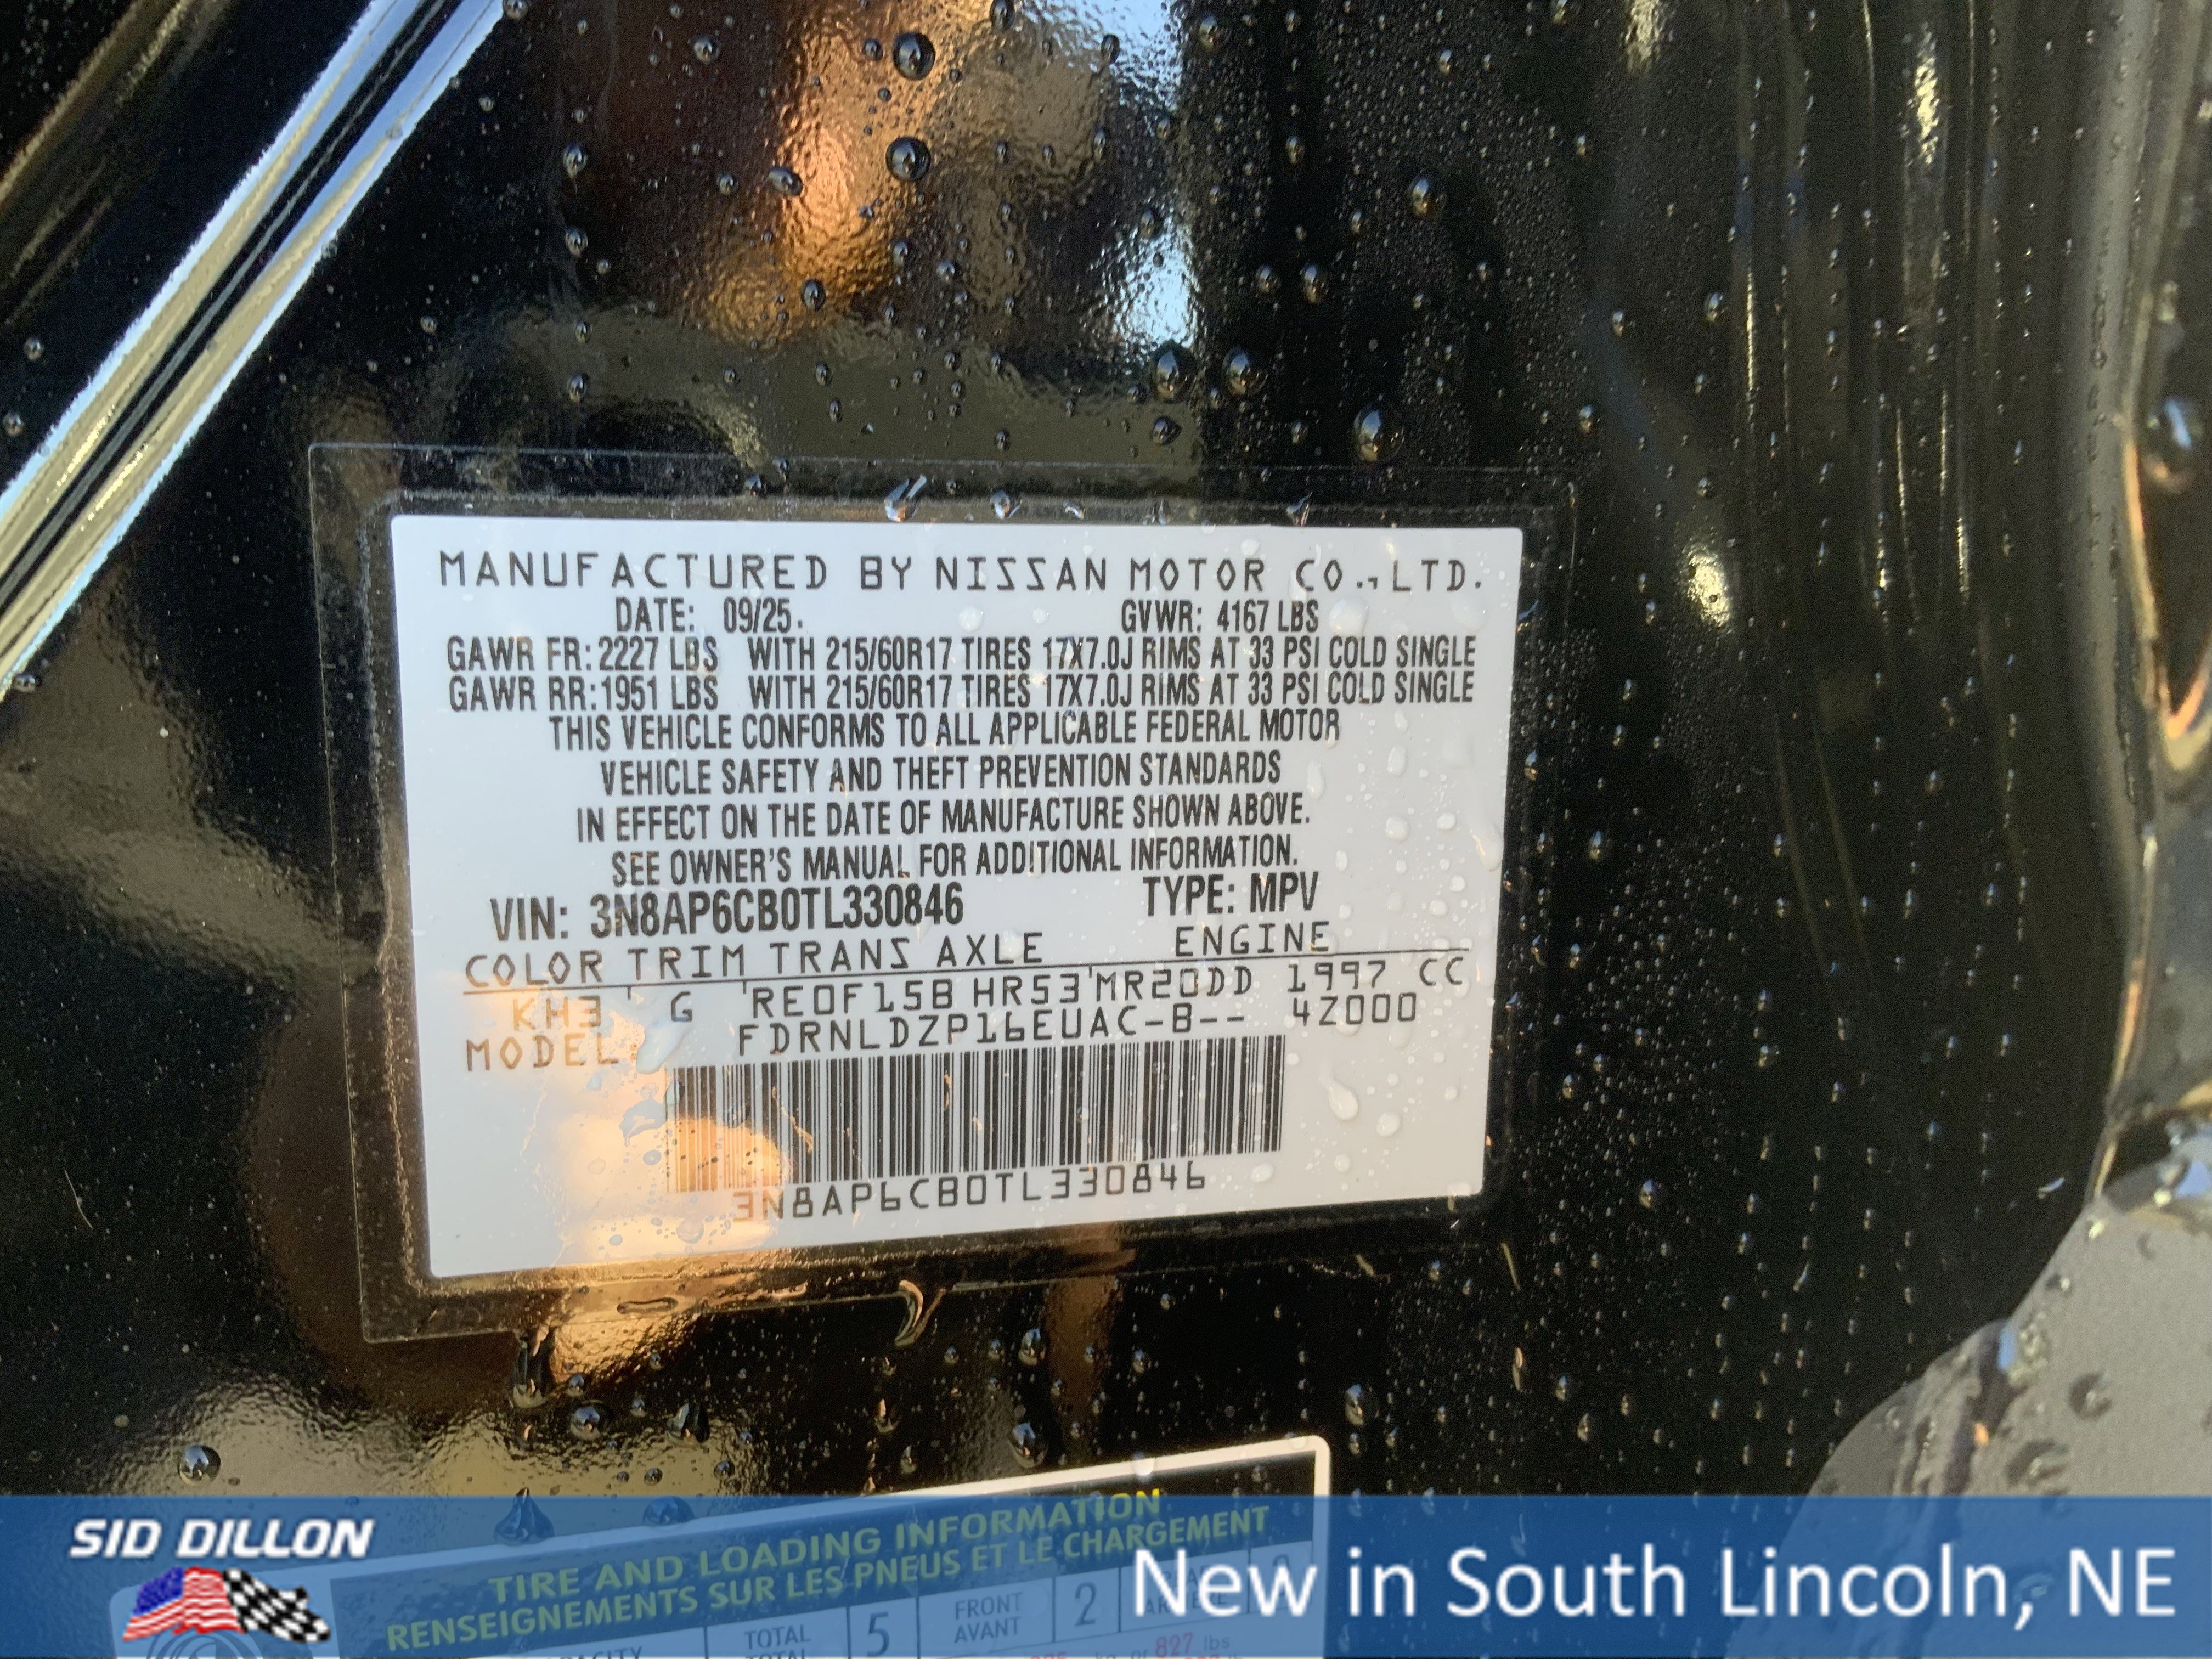 MANUFACTURED BY NISSAN MOTOR CO., LTD.
DATE: 09/25. GVWR: 4167 LBS
GAWR FR: 2227 LBS WITH 215/60R17 TIRES 17X7.0J RIMS AT 33 PSI COLD SINGLE
GAWR RR: 1951 LBS WITH 215/60R17 TIRES 17X7.0J RIMS AT 33 PSI COLD SINGLE
THIS VEHICLE CONFORMS TO ALL APPLICABLE FEDERAL MOTOR
VEHICLE SAFETY AND THEFT PREVENTION STANDARDS
IN EFFECT ON THE DATE OF MANUFACTURE SHOWN ABOVE.
SEE OWNER'S MANUAL FOR ADDITIONAL INFORMATION.
VIN: 3N8AP6CB0TL330846 TYPE: MPV
COLOR TRIM TRANS AXLE ENGINE
KH3 G RE0F15B HR53 MR20DD 1997 CC
MODEL: FDRNLDZP16EUAC-B-- 4Z000
3N8AP6CB0TL330846
TIRE AND LOADING INFORMATION
RENSEIGNEMENTS SUR LES PNEUS ET LE CHARGEMENT
TOTAL 5 FRONT AVANT 2
827 lbs
SID DILLON
New in South Lincoln, NE